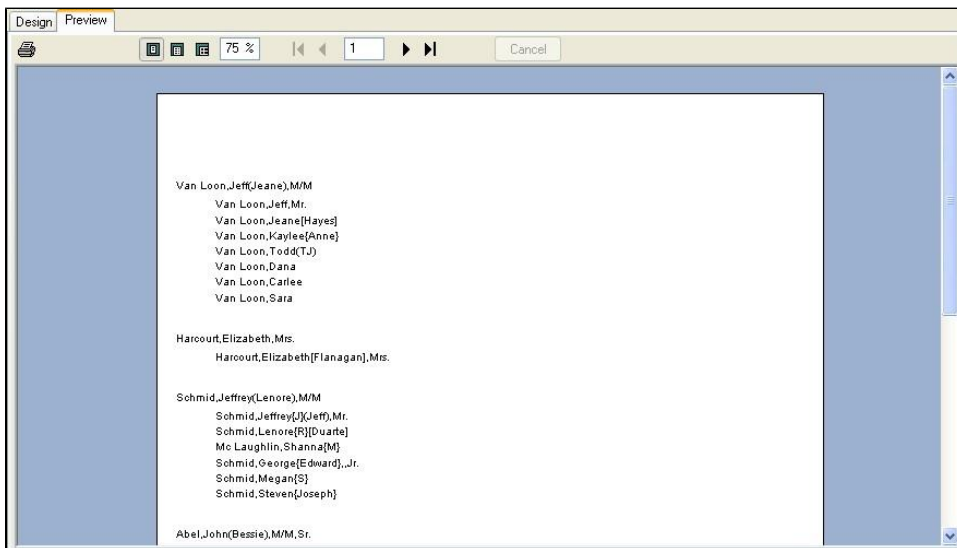 Design Preview
75 % 1 Cancel
Van Loon,Jeff(Jeane),M/M
Van Loon,Jeff,Mr.
Van Loon,Jeane[Hayes]
Van Loon,Kaylee{Anne}
Van Loon,Todd(TJ)
Van Loon,Dana
Van Loon,Carlee
Van Loon,Sara
Harcourt,Elizabeth,Mrs.
Harcourt,Elizabeth[Flanagan],Mrs.
Schmid,Jeffrey(Lenore),M/M
Schmid,Jeffrey{J}(Jeff),Mr.
Schmid,Lenore{R}[Duarte]
Mc Laughlin,Shanna{M}
Schmid,George{Edward},,Jr.
Schmid,Megan{S}
Schmid,Steven{Joseph}
Abel,John(Bessie),M/M,Sr.